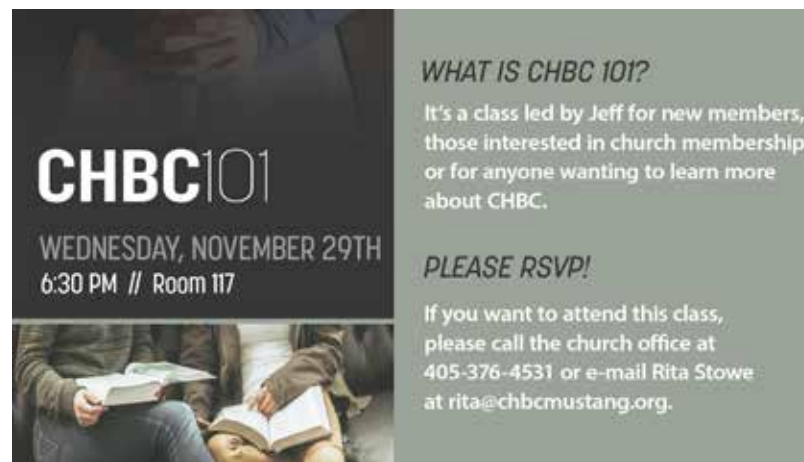 CHBC101
WEDNESDAY, NOVEMBER 29TH
6:30 PM // Room 117
WHAT IS CHBC 101?
It's a class led by Jeff for new members,
those interested in church membership
or for anyone wanting to learn more
about CHBC.
PLEASE RSVP!
If you want to attend this class,
please call the church office at
405-376-4531 or e-mail Rita Stowe
at rita@chbcmustang.org.